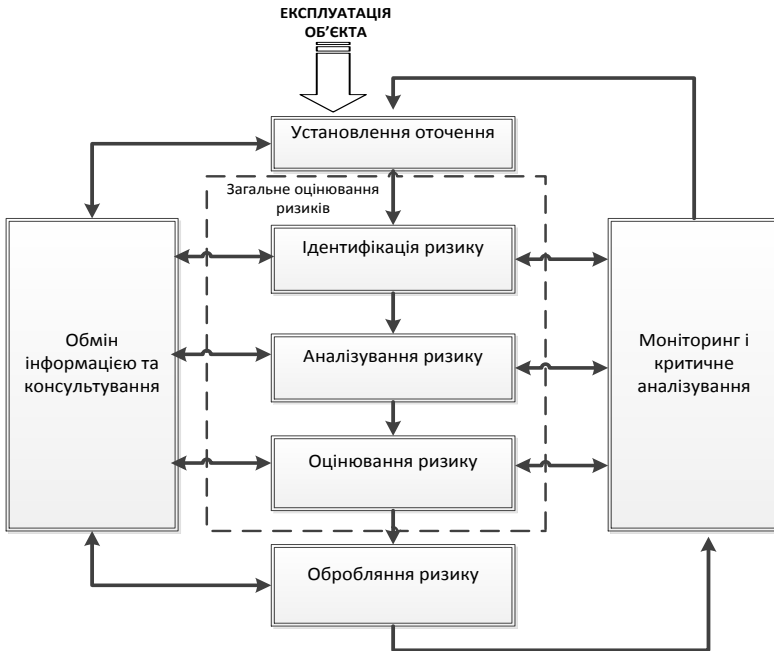 ЕКСПЛУАТАЦІЯ
ОБ’ЄКТА
Установлення оточення
Загальне оцінювання
ризиків
Ідентифікація ризику
Обмін
інформацією та
консультування
Аналізування ризику
Моніторинг і
критичне
аналізування
Оцінювання ризику
Обробляння ризику